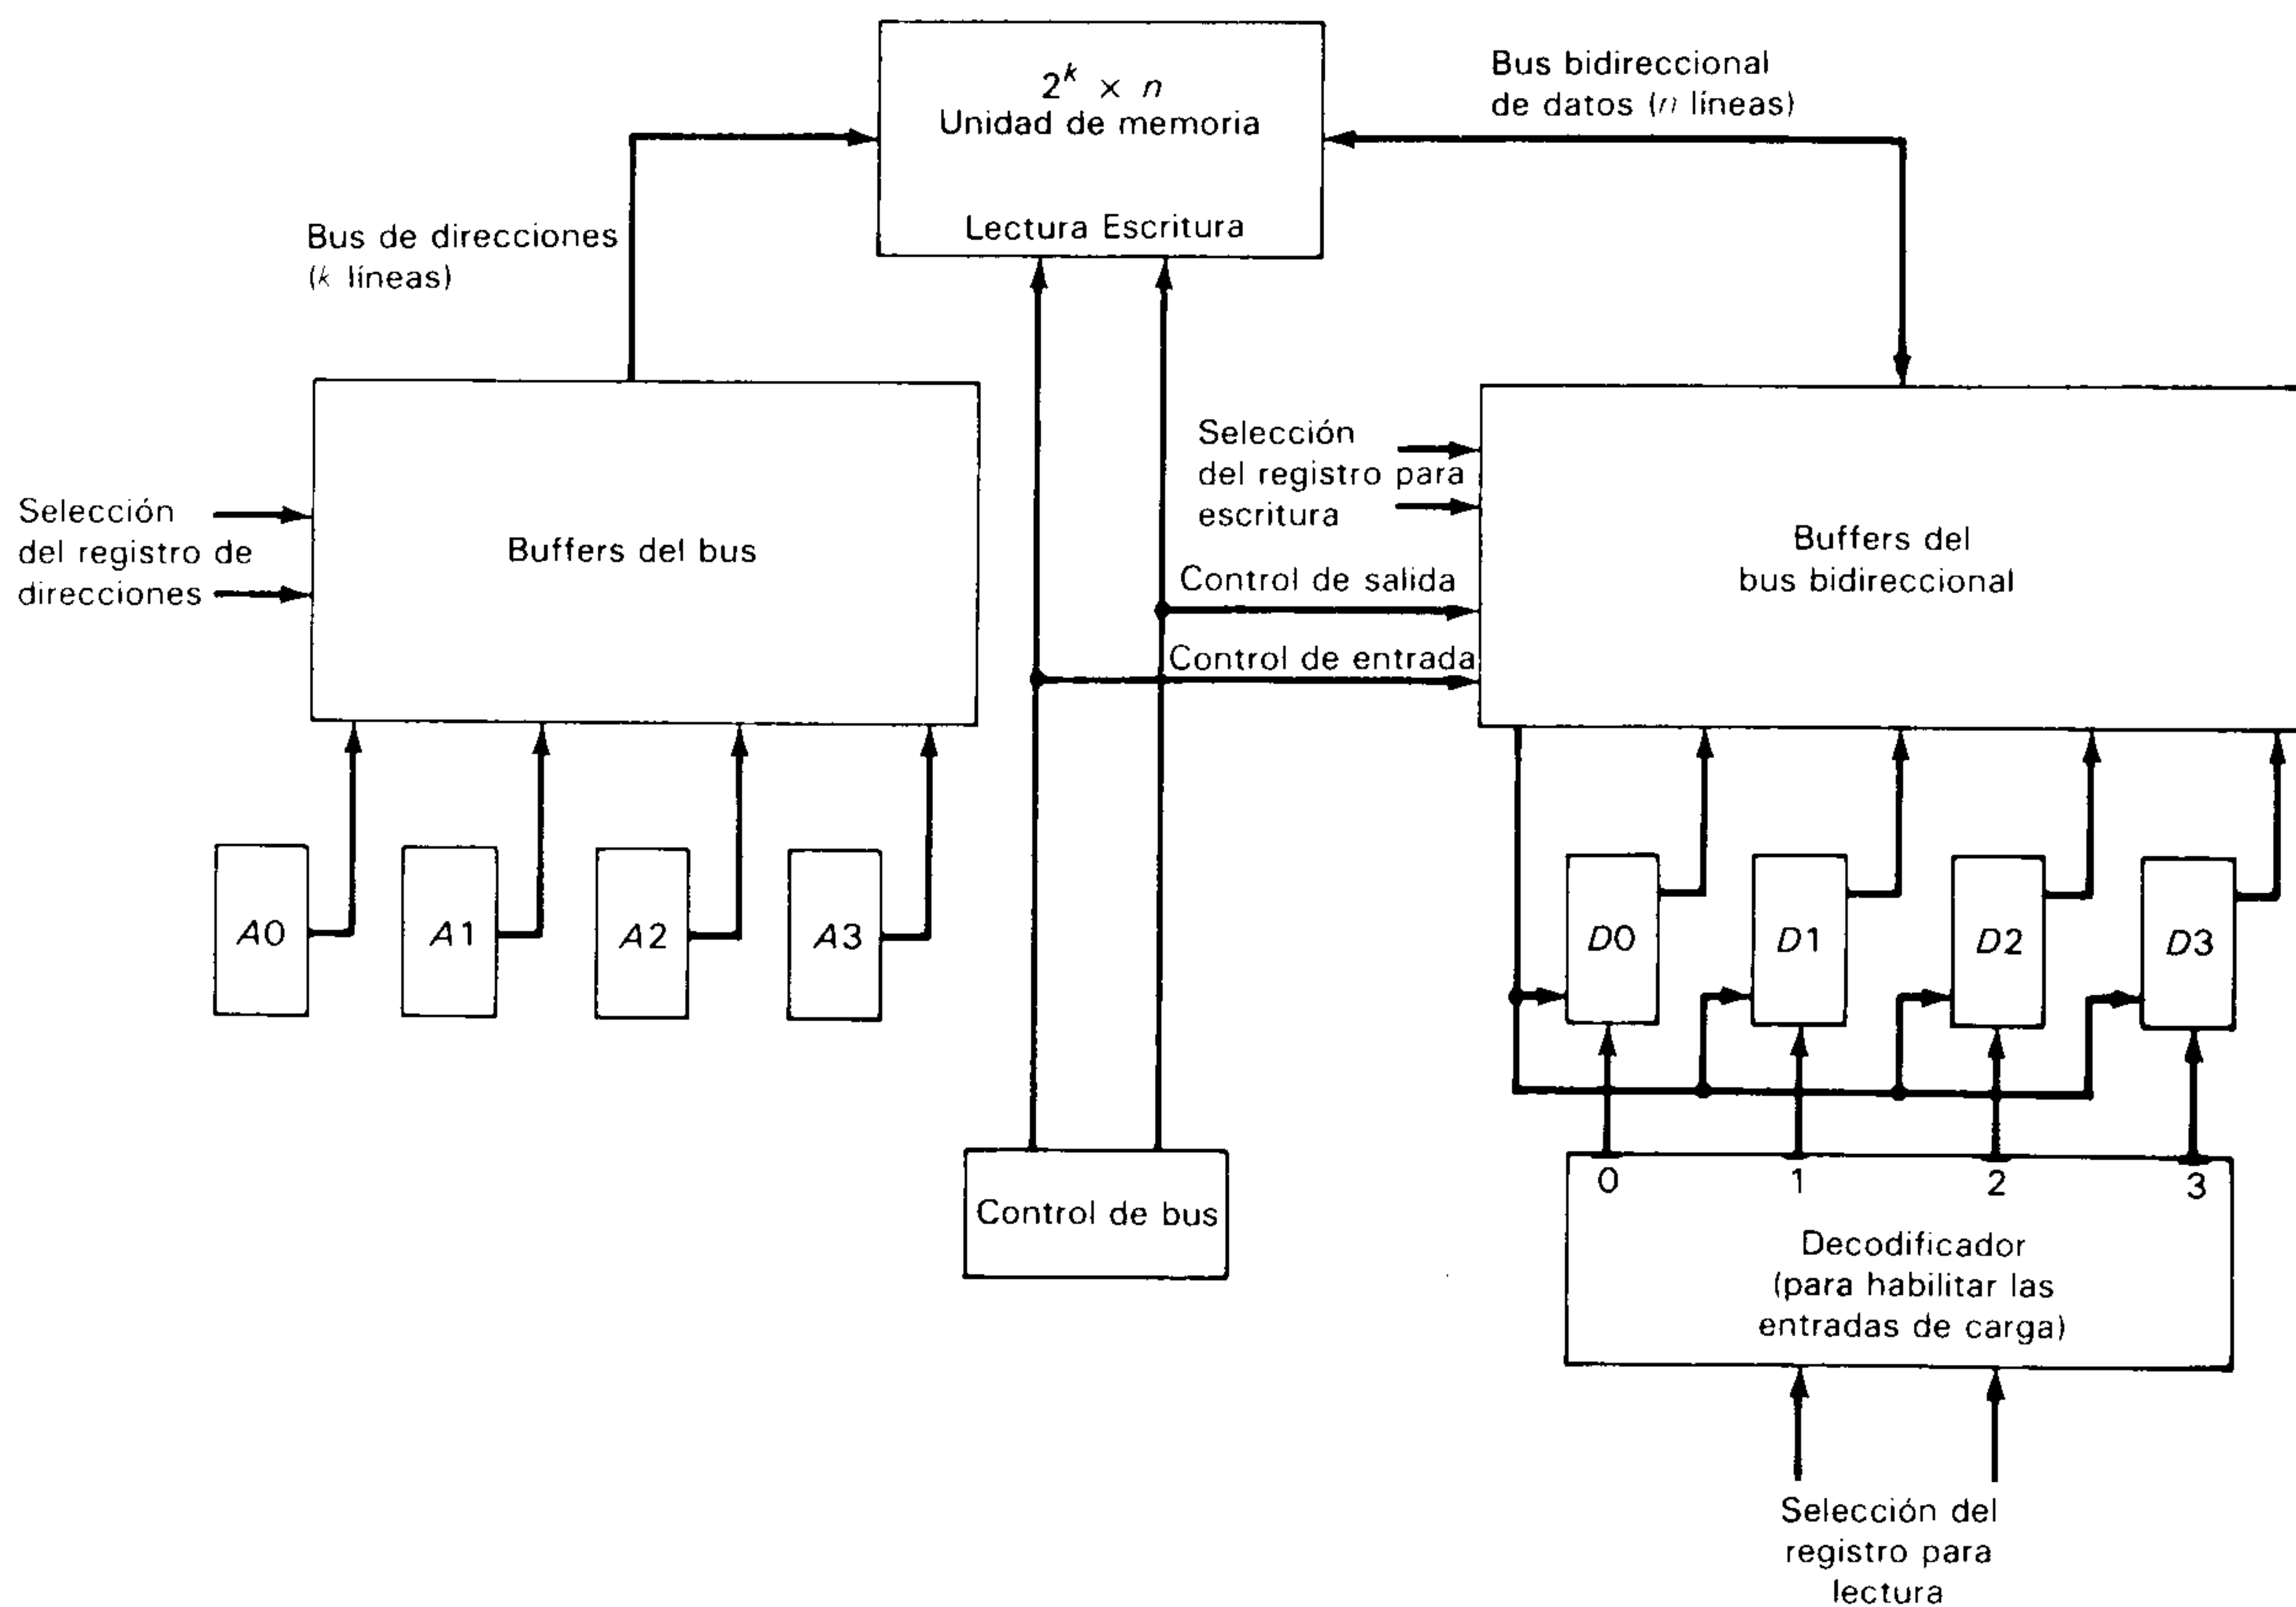 2^k × n
Unidad de memoria
Lectura Escritura
Bus bidireccional
de datos (n líneas)
Bus de direcciones
(k líneas)
Selección
del registro de
direcciones
Buffers del bus
Selección
del registro para
escritura
Control de salida
Control de entrada
Buffers del
bus bidireccional
A0
A1
A2
A3
D0
D1
D2
D3
Control de bus
0
1
2
3
Decodificador
(para habilitar las
entradas de carga)
Selección del
registro para
lectura